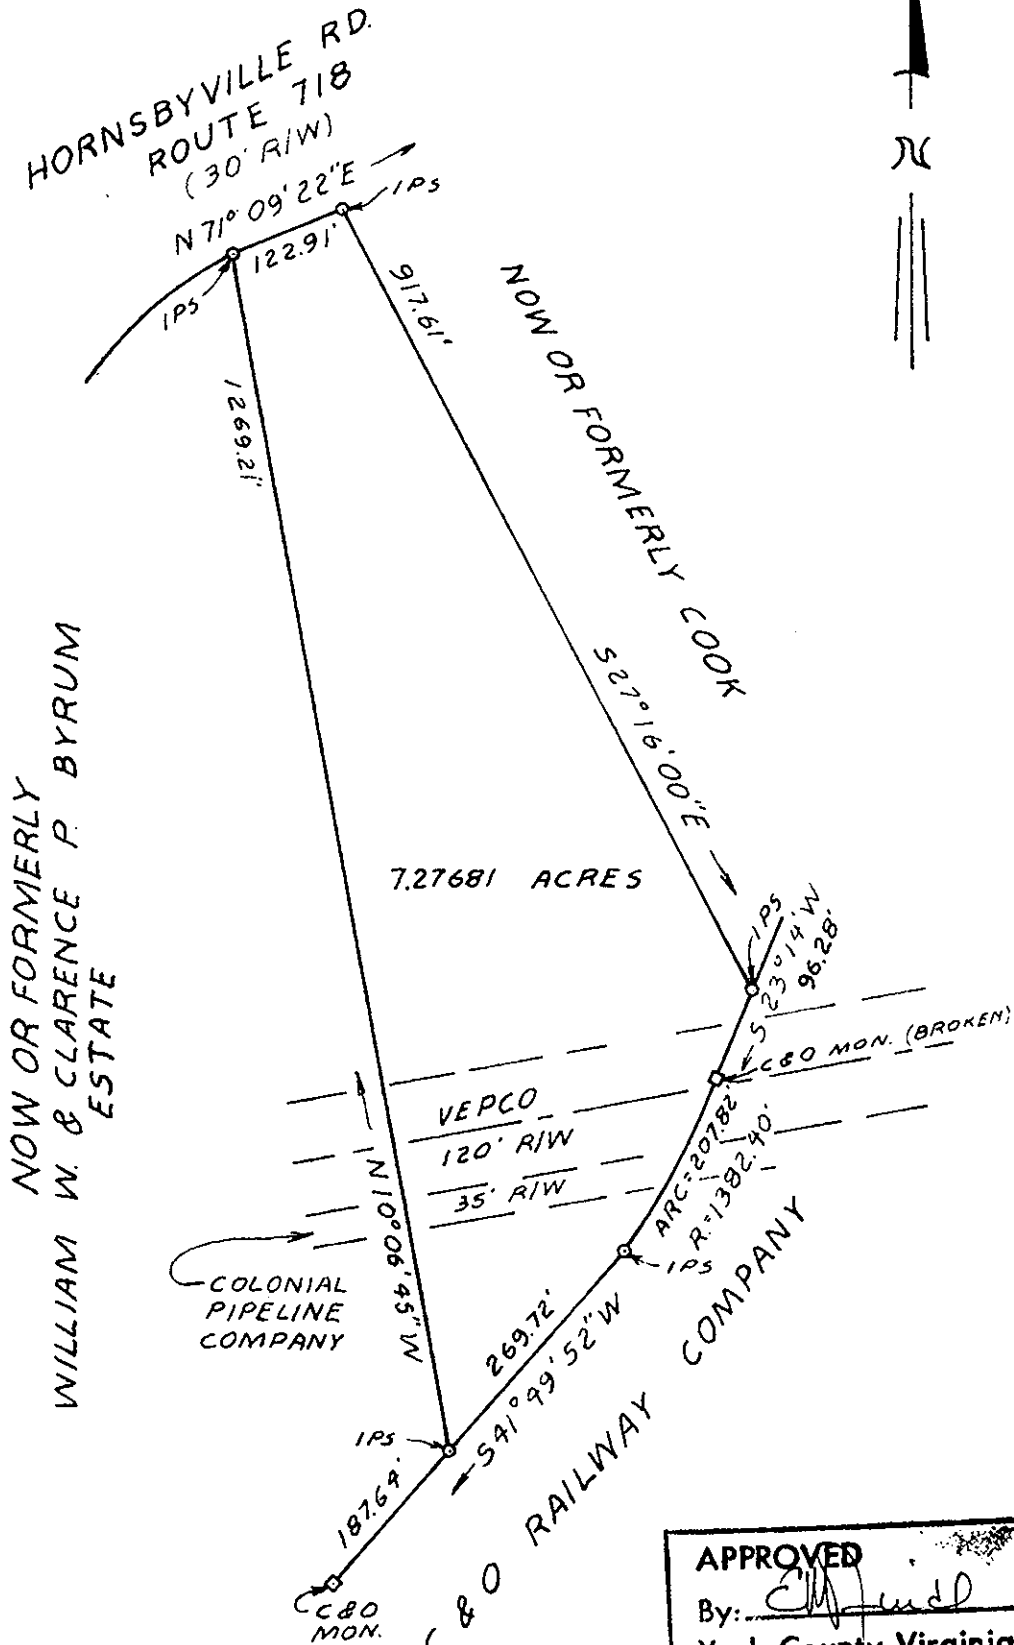 HORNSBYVILLE RD.
ROUTE 718
(30' R/W)
N 71° 09' 22" E
122.91'
IPS
IPS
N
917.61'
NOW OR FORMERLY COOK
1269.21'
S 27° 16' 00" E
NOW OR FORMERLY
WILLIAM W. & CLARENCE P. BYRUM
ESTATE
7.27681 ACRES
IPS
S 23° 14' W
96.28'
C&O MON. (BROKEN)
VEPCO
120' R/W
35' R/W
ARC=207.82'
R.=1382.40'
IPS
N 10° 06' 45" W
COLONIAL
PIPELINE
COMPANY
269.72'
S 41° 49' 52" W
IPS
187.64'
C&O
MON.
& O RAILWAY COMPANY
APPROVED
By:
York County Virginia